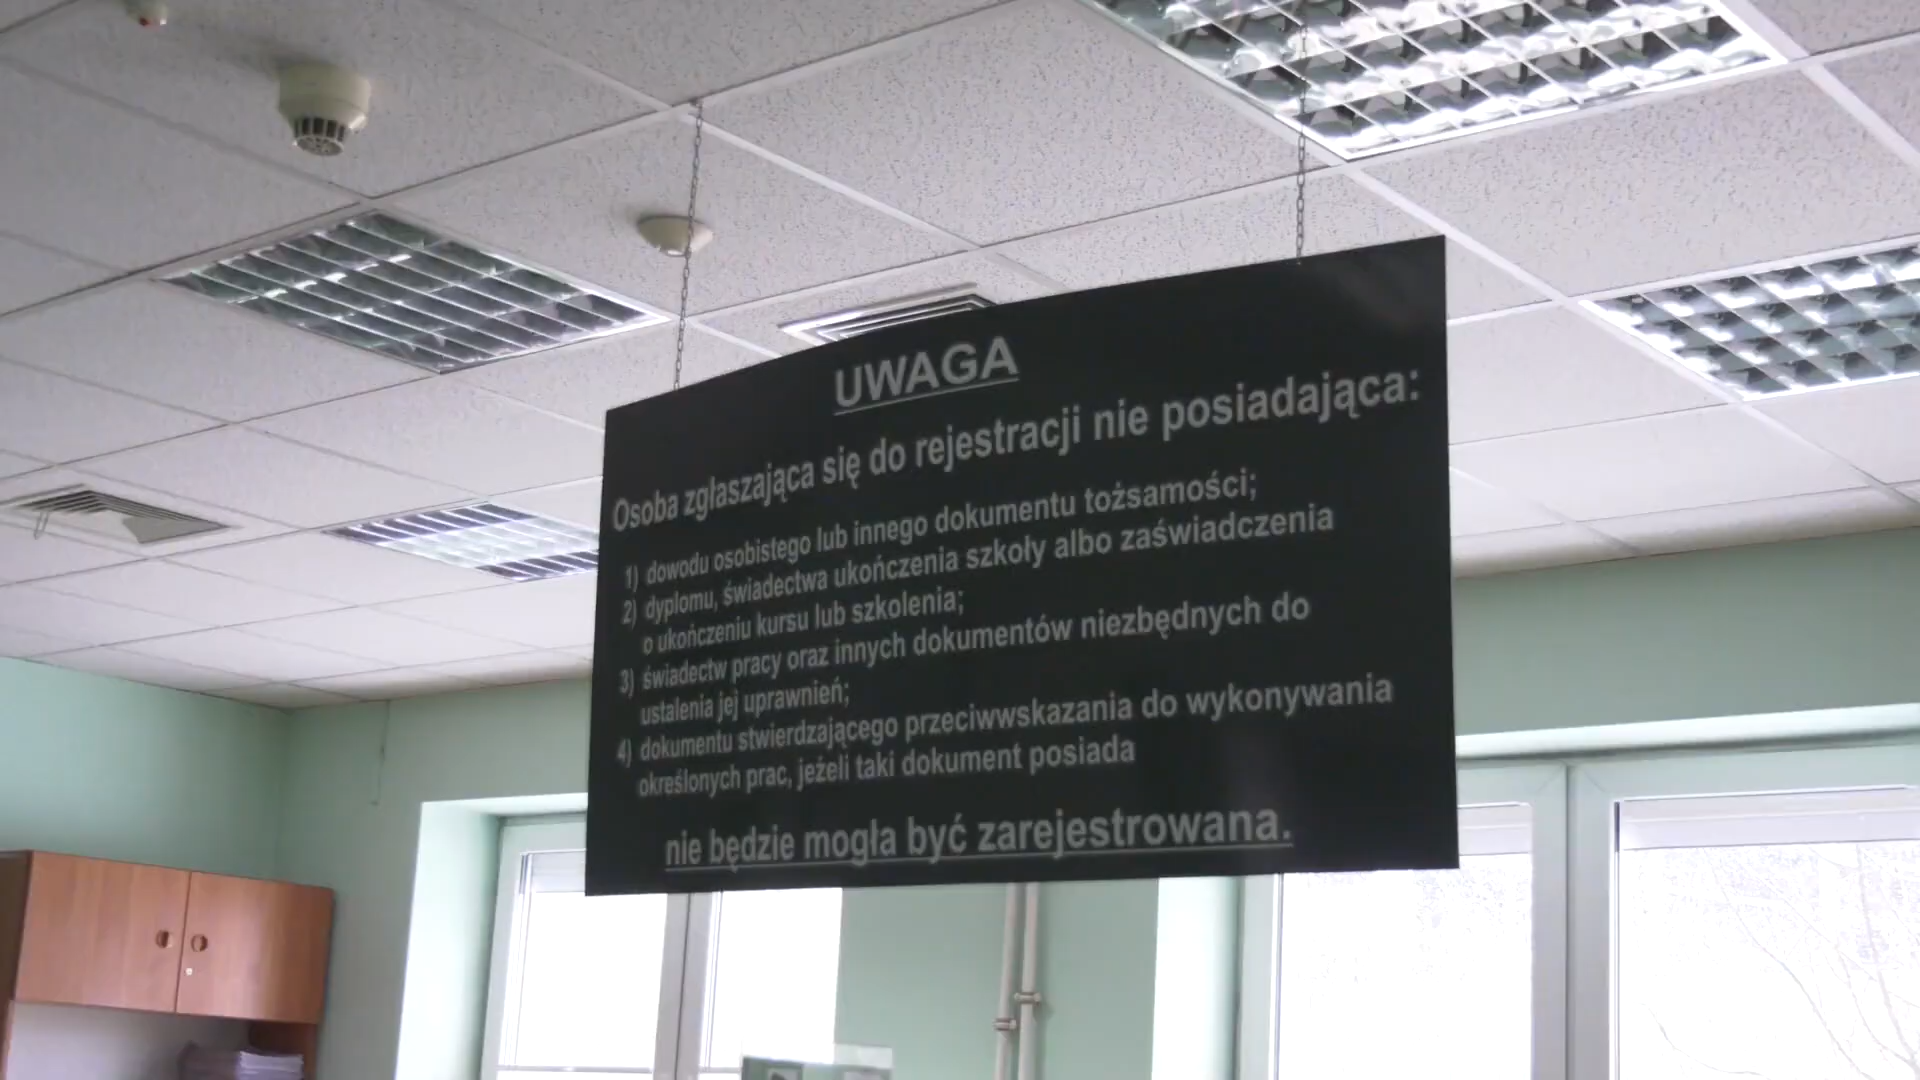 UWAGA
Osoba zgłaszająca się do rejestracji nie posiadająca:
1) dowodu osobistego lub innego dokumentu tożsamości;
2) dyplomu, świadectwa ukończenia szkoły albo zaświadczenia
o ukończeniu kursu lub szkolenia;
3) świadectw pracy oraz innych dokumentów niezbędnych do
ustalenia jej uprawnień;
4) dokumentu stwierdzającego przeciwwskazania do wykonywania
określonych prac, jeżeli taki dokument posiada
nie będzie mogła być zarejestrowana.